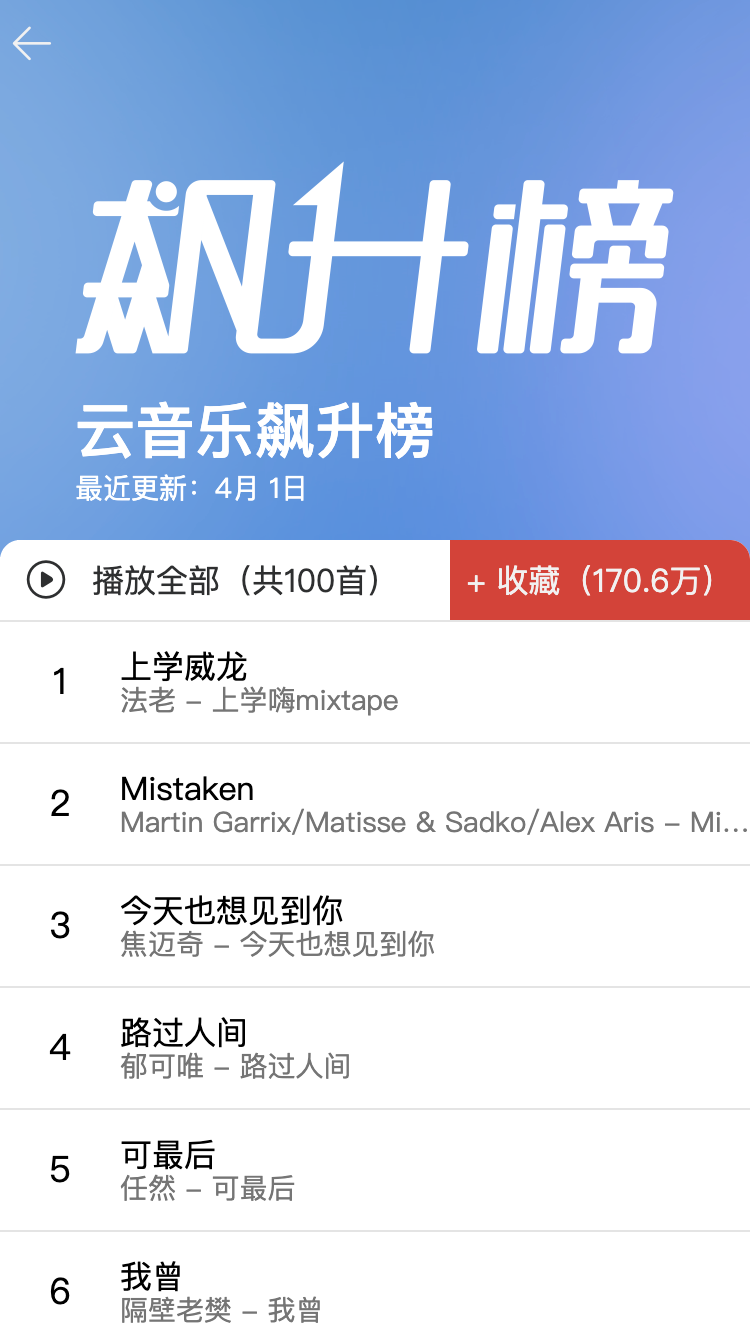 飙升榜
云音乐飙升榜
最近更新：4月 1日
播放全部（共100首）
+ 收藏（170.6万）
1
上学威龙
法老 – 上学嗨mixtape
2
Mistaken
Martin Garrix/Matisse & Sadko/Alex Aris – Mi...
3
今天也想见到你
焦迈奇 – 今天也想见到你
4
路过人间
郁可唯 – 路过人间
5
可最后
任然 – 可最后
6
我曾
隔壁老樊 – 我曾